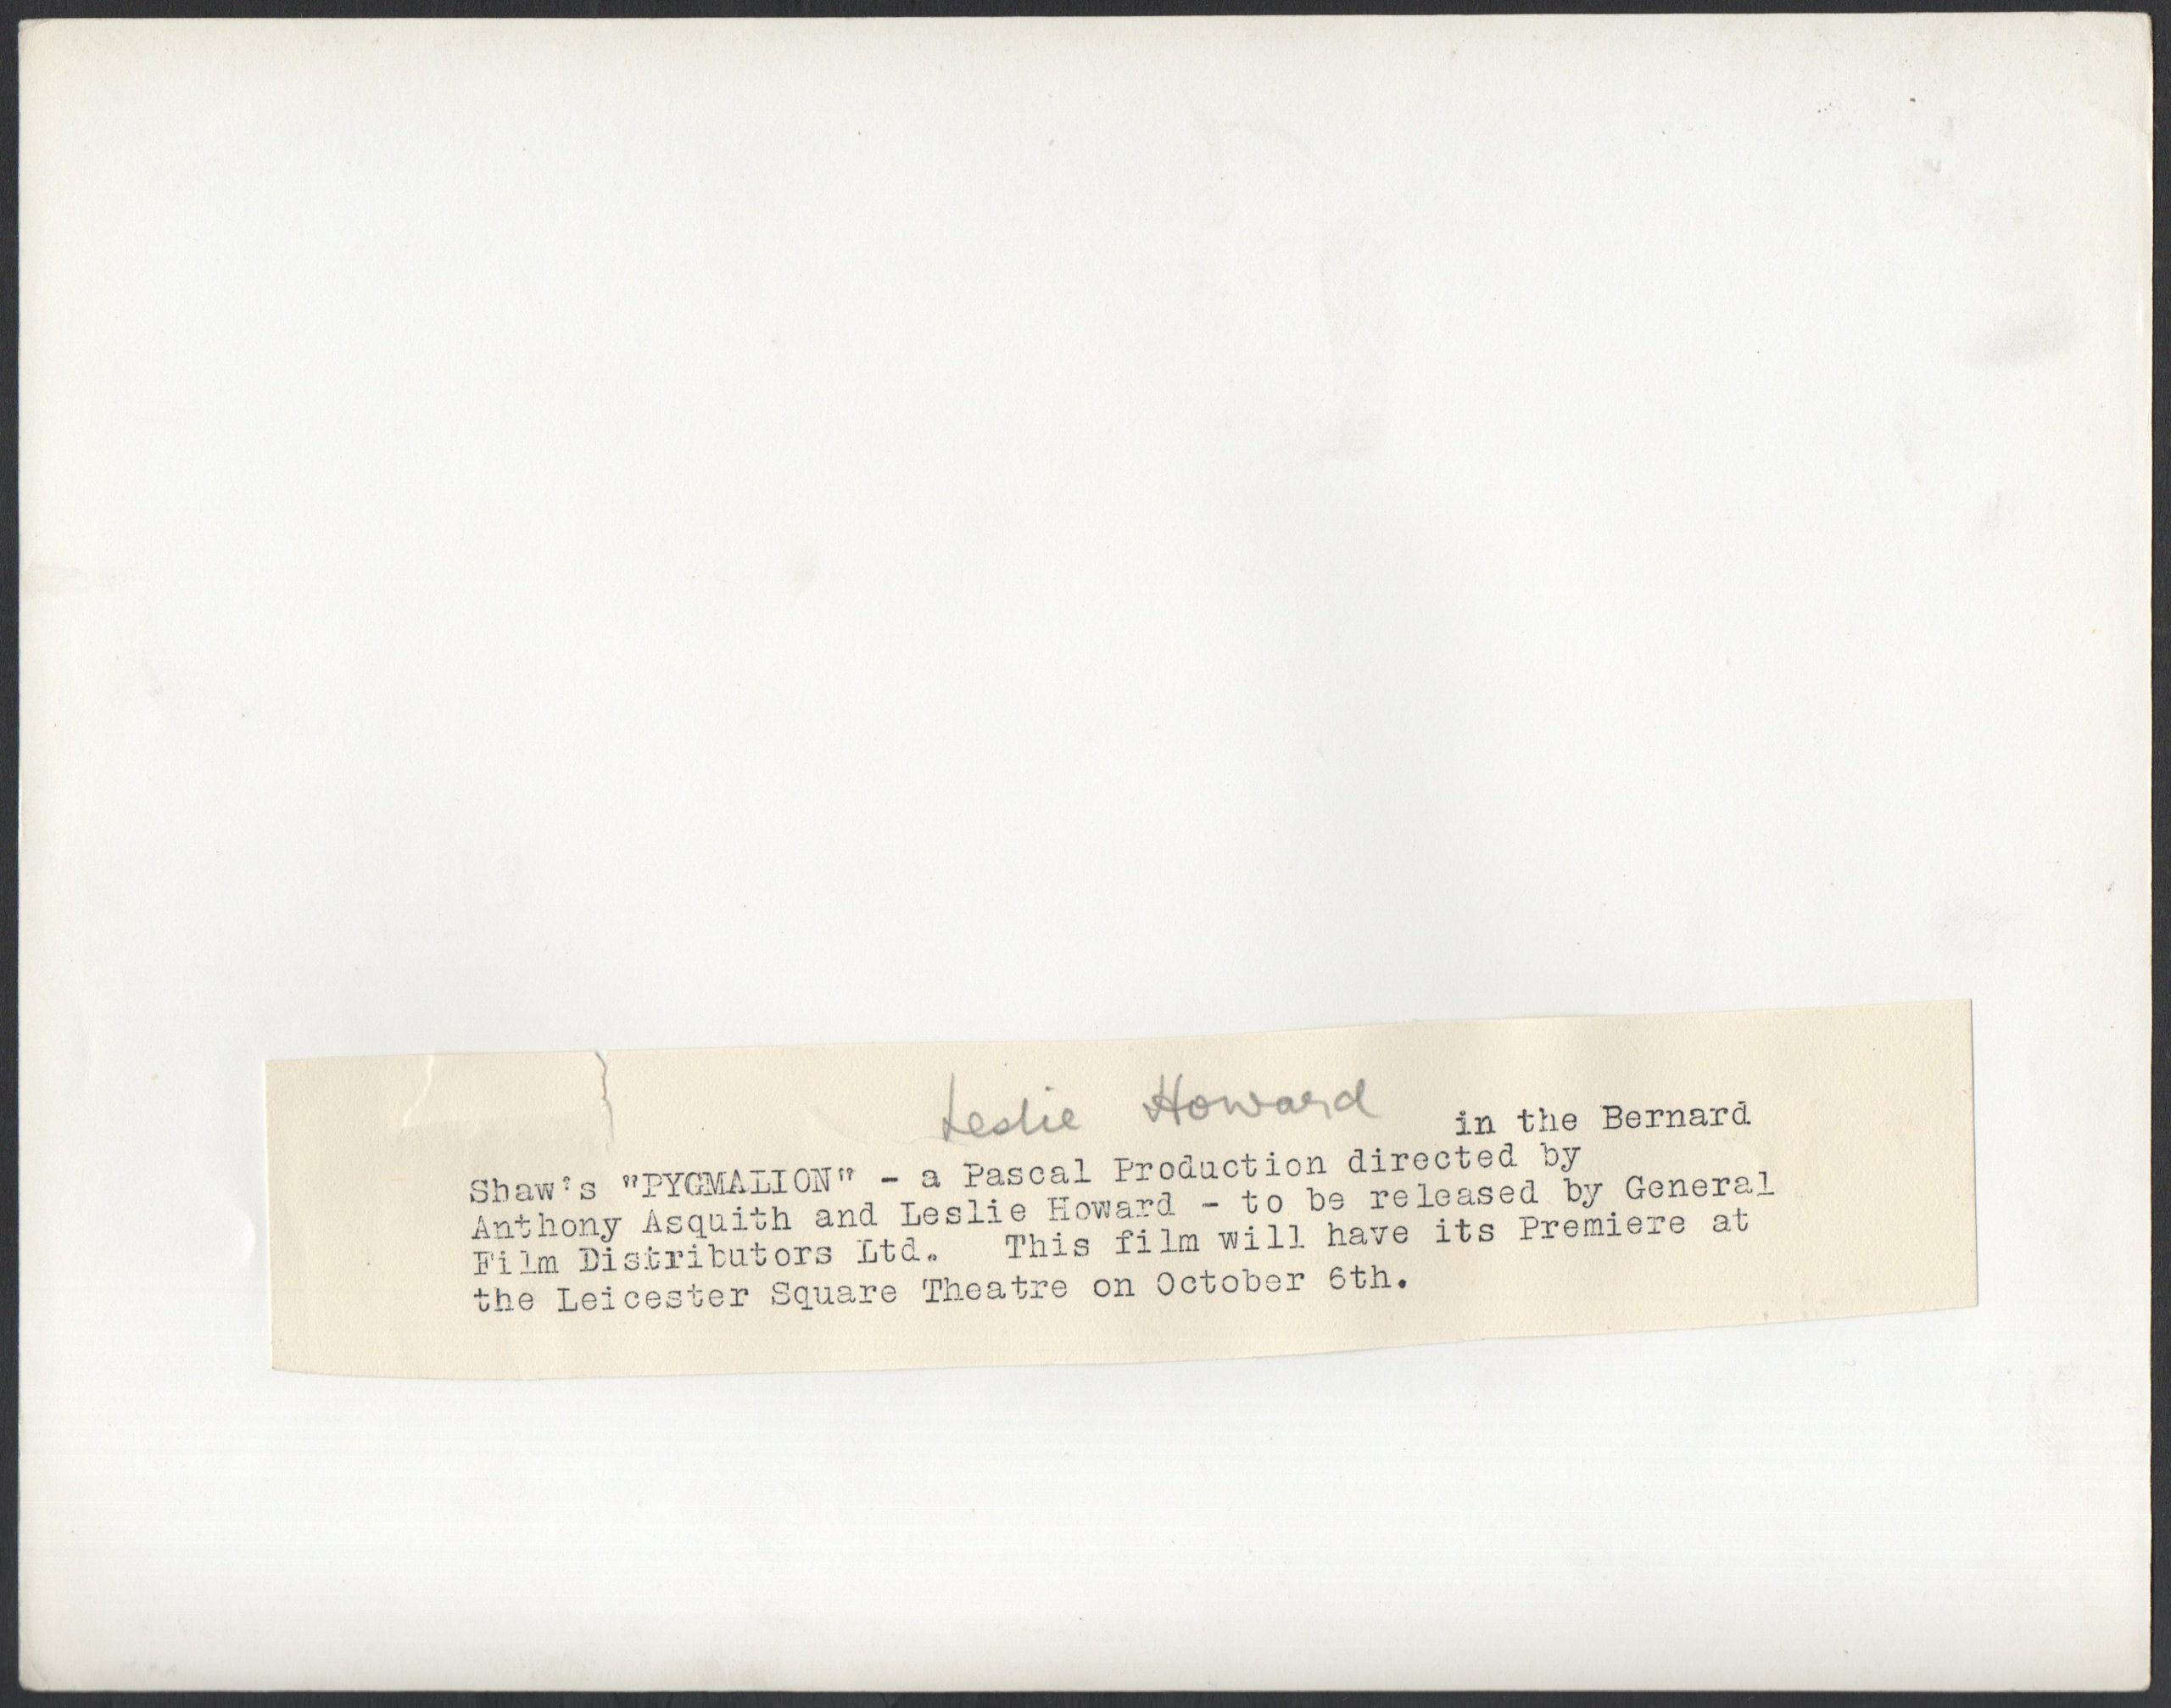 Leslie Howard in the Bernard
Shaw's "PYGMALION" - a Pascal Production directed by
Anthony Asquith and Leslie Howard - to be released by General
Film Distributors Ltd. This film will have its Premiere at
the Leicester Square Theatre on October 6th.